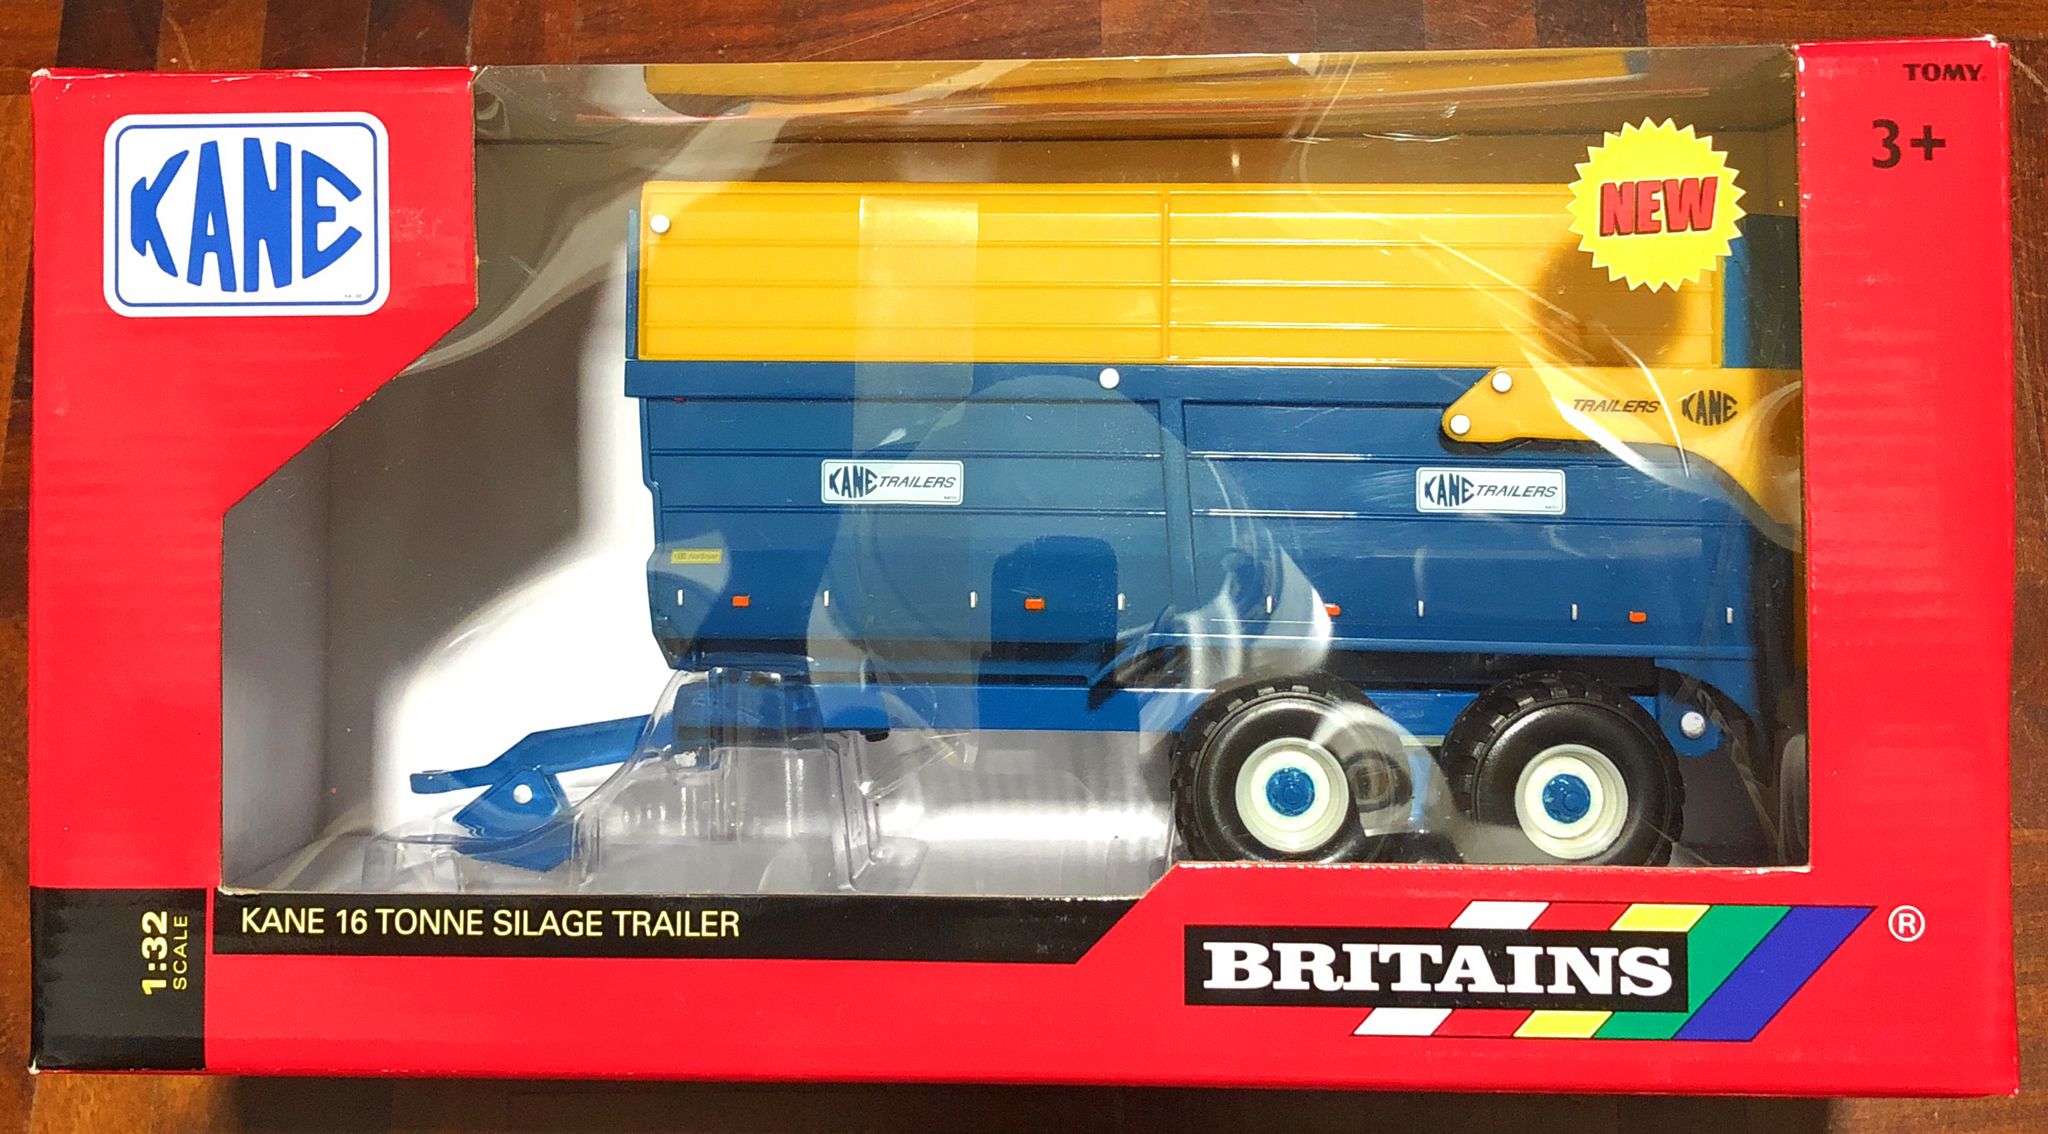 TOMY
KANE
3+
NEW
TRAILERS KANE
KANE TRAILERS
KANE TRAILERS
1:32
SCALE
KANE 16 TONNE SILAGE TRAILER
BRITAINS
®